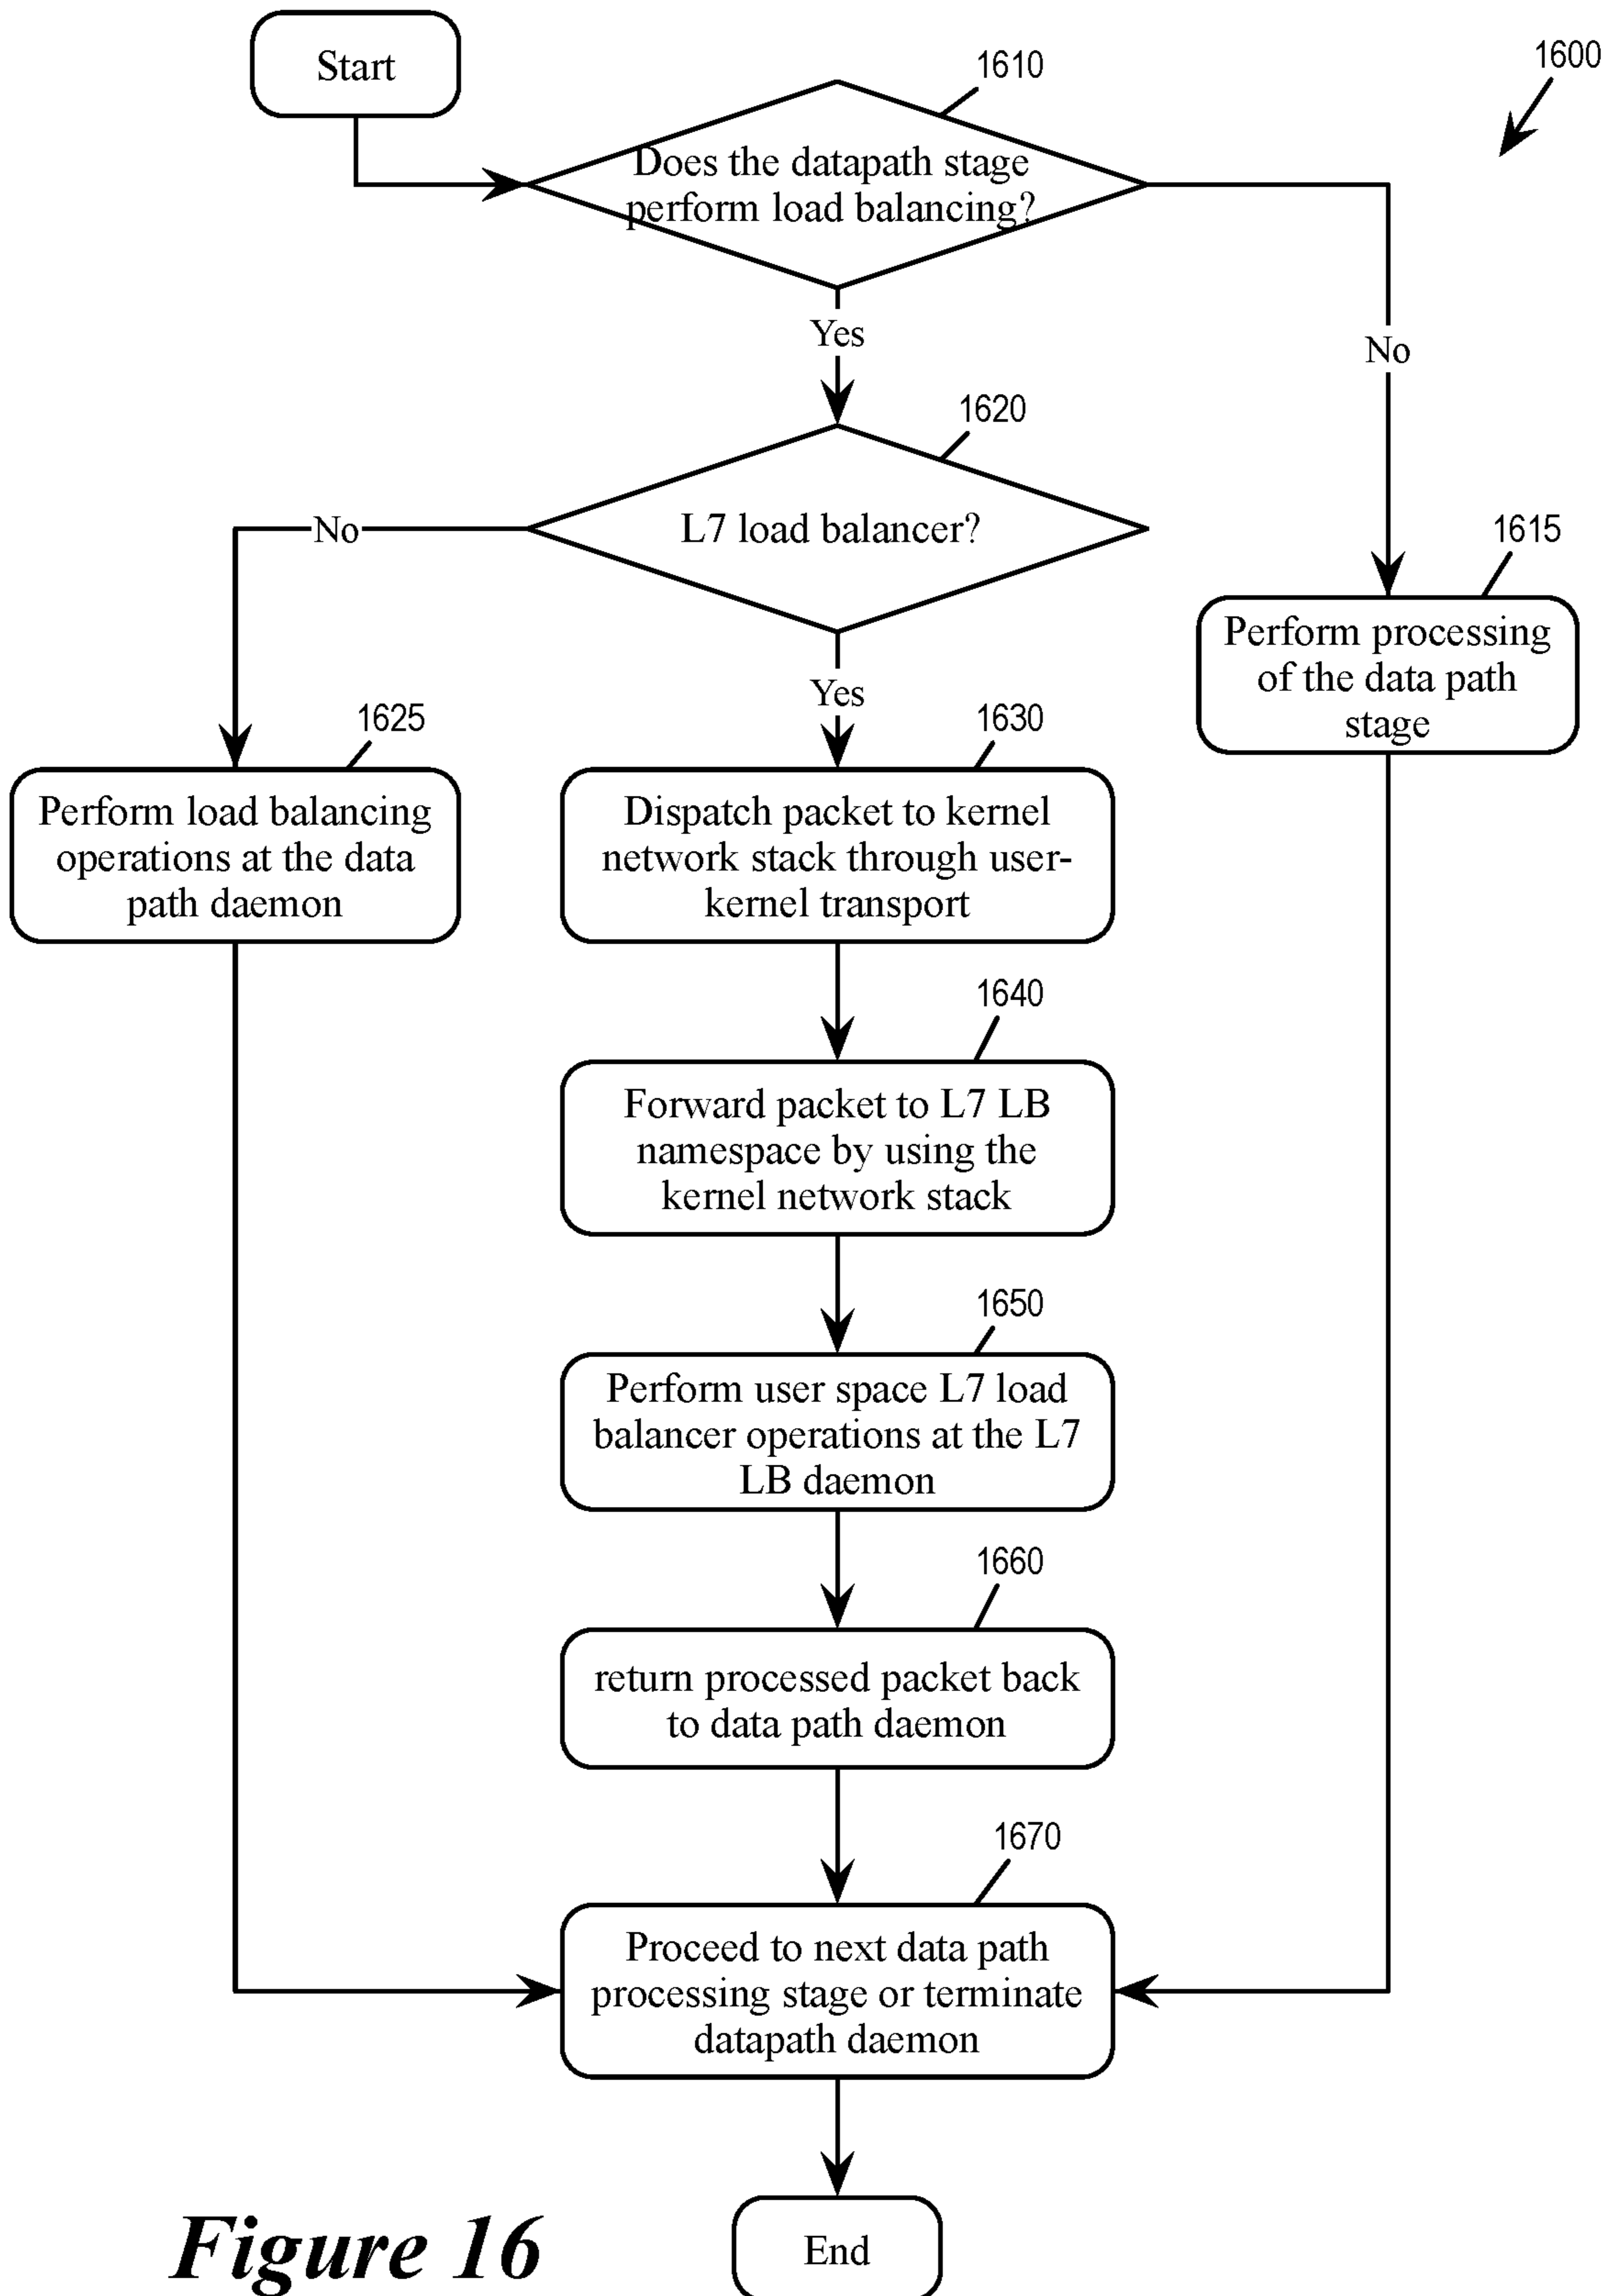 Start
1610
1600
Does the datapath stage
perform load balancing?
Yes
No
1620
L7 load balancer?
No
1615
Perform processing
of the data path
stage
Yes
1625
1630
Perform load balancing
operations at the data
path daemon
Dispatch packet to kernel
network stack through user-
kernel transport
1640
Forward packet to L7 LB
namespace by using the
kernel network stack
1650
Perform user space L7 load
balancer operations at the L7
LB daemon
1660
return processed packet back
to data path daemon
1670
Proceed to next data path
processing stage or terminate
datapath daemon
End
Figure 16